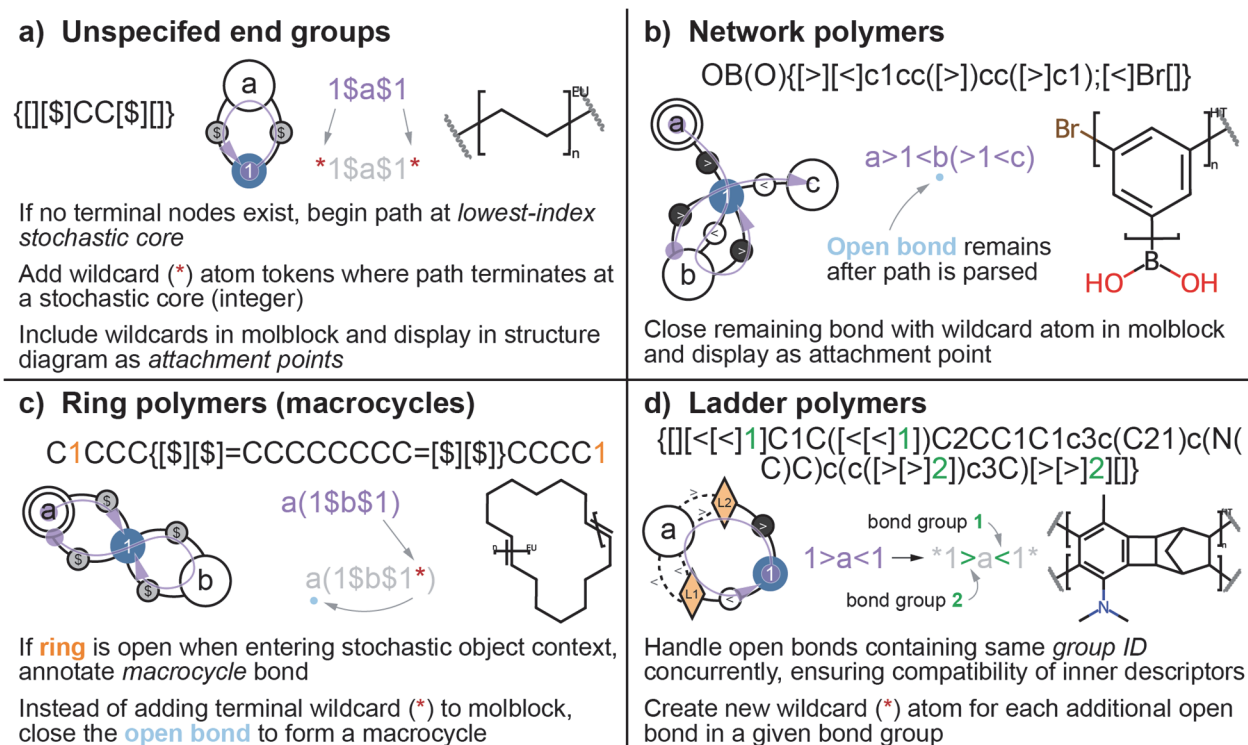 a) Unspecifed end groups
{[][$]CC[$][]}
a
$
$
1
1$a$1
*1$a$1*
EU
n
If no terminal nodes exist, begin path at lowest-index
stochastic core
Add wildcard (*) atom tokens where path terminates at
a stochastic core (integer)
Include wildcards in molblock and display in structure
diagram as attachment points
b) Network polymers
OB(O){[>][<]c1cc([>])cc([>]c1);[<]Br[]}
a
>
1
<
c
>
<
>
b
a>1<b(>1<c)
Open bond remains
after path is parsed
Br
HT
n
B
HO
OH
Close remaining bond with wildcard atom in molblock
and display as attachment point
c) Ring polymers (macrocycles)
C1CCC{[$][$]=CCCCCCCC=[$][$]}CCCC1
a
$
$
1
$
$
b
a(1$b$1)
a(1$b$1*)
n
EU
If ring is open when entering stochastic object context,
annotate macrocycle bond
Instead of adding terminal wildcard (*) to molblock,
close the open bond to form a macrocycle
d) Ladder polymers
{[][<[<]1]C1C([<[<]1])C2CC1C1c3c(C21)c(N(
C)C)c(c([>[>]2])c3C)[>[>]2][]}
a
>
L2
>
>
1
<
L1
<
<
1>a<1
*1>a<1*
bond group 1
bond group 2
HT
n
N
Handle open bonds containing same group ID
concurrently, ensuring compatibility of inner descriptors
Create new wildcard (*) atom for each additional open
bond in a given bond group